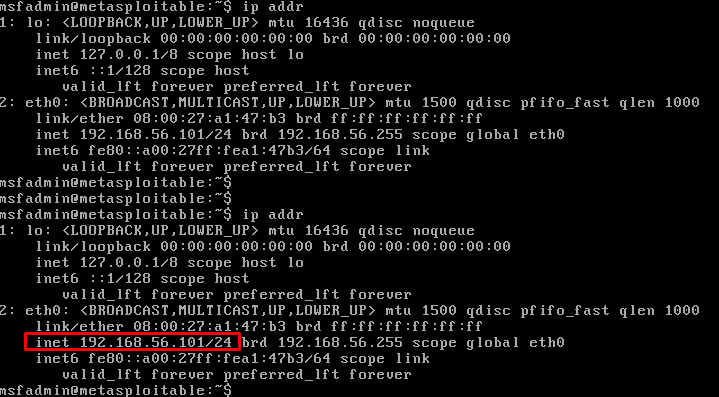 msfadmin@metasploitable:~$ ip addr
1: lo: <LOOPBACK,UP,LOWER_UP> mtu 16436 qdisc noqueue
    link/loopback 00:00:00:00:00:00 brd 00:00:00:00:00:00
    inet 127.0.0.1/8 scope host lo
    inet6 ::1/128 scope host
       valid_lft forever preferred_lft forever
2: eth0: <BROADCAST,MULTICAST,UP,LOWER_UP> mtu 1500 qdisc pfifo_fast qlen 1000
    link/ether 08:00:27:a1:47:b3 brd ff:ff:ff:ff:ff:ff
    inet 192.168.56.101/24 brd 192.168.56.255 scope global eth0
    inet6 fe80::a00:27ff:fea1:47b3/64 scope link
       valid_lft forever preferred_lft forever
msfadmin@metasploitable:~$
msfadmin@metasploitable:~$
msfadmin@metasploitable:~$ ip addr
1: lo: <LOOPBACK,UP,LOWER_UP> mtu 16436 qdisc noqueue
    link/loopback 00:00:00:00:00:00 brd 00:00:00:00:00:00
    inet 127.0.0.1/8 scope host lo
    inet6 ::1/128 scope host
       valid_lft forever preferred_lft forever
2: eth0: <BROADCAST,MULTICAST,UP,LOWER_UP> mtu 1500 qdisc pfifo_fast qlen 1000
    link/ether 08:00:27:a1:47:b3 brd ff:ff:ff:ff:ff:ff
    inet 192.168.56.101/24 brd 192.168.56.255 scope global eth0
    inet6 fe80::a00:27ff:fea1:47b3/64 scope link
       valid_lft forever preferred_lft forever
msfadmin@metasploitable:~$